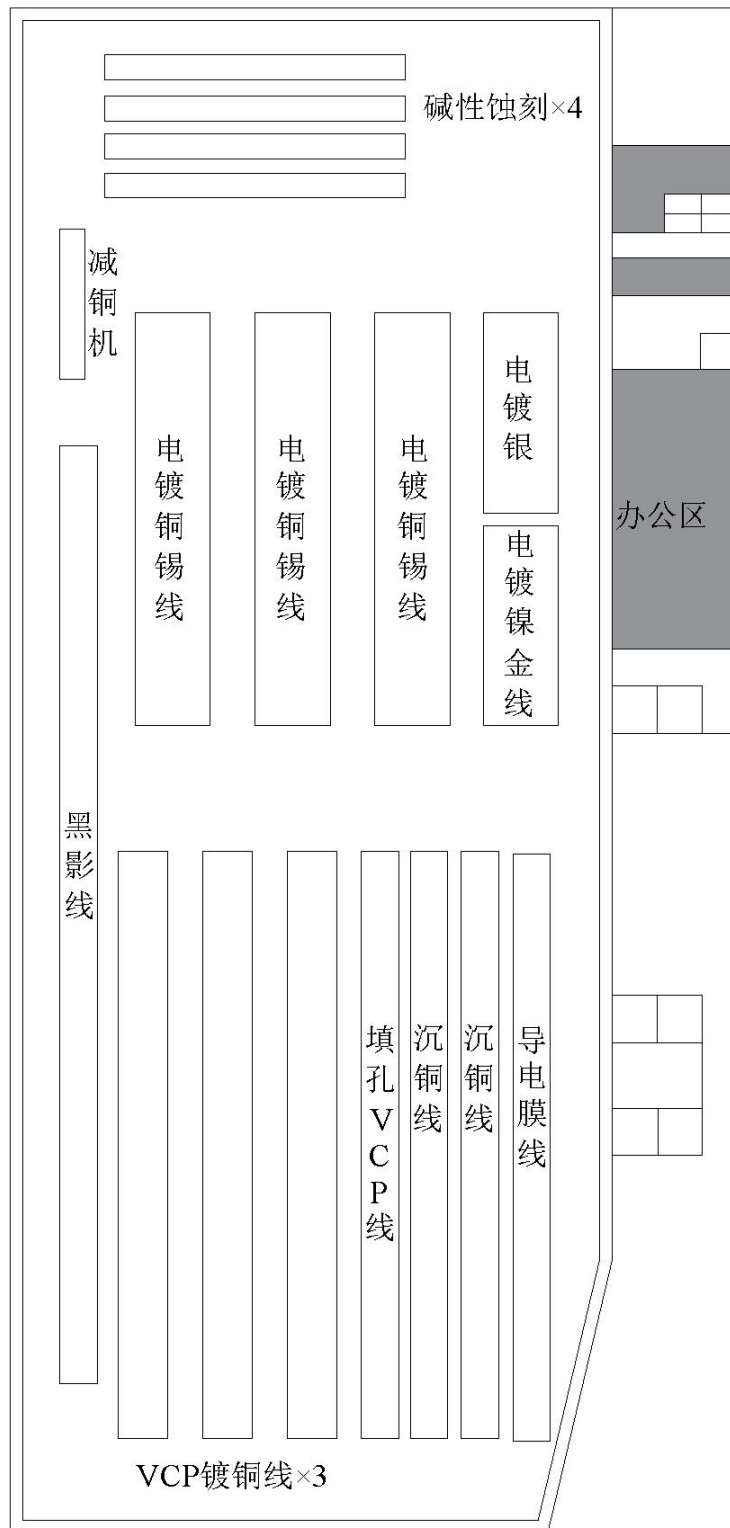 碱性蚀刻×4
减铜机
电镀铜锡线
电镀铜锡线
电镀铜锡线
电镀银
电镀镍金线
办公区
黑影线
填孔VCP线
沉铜线
沉铜线
导电膜线
VCP镀铜线×3